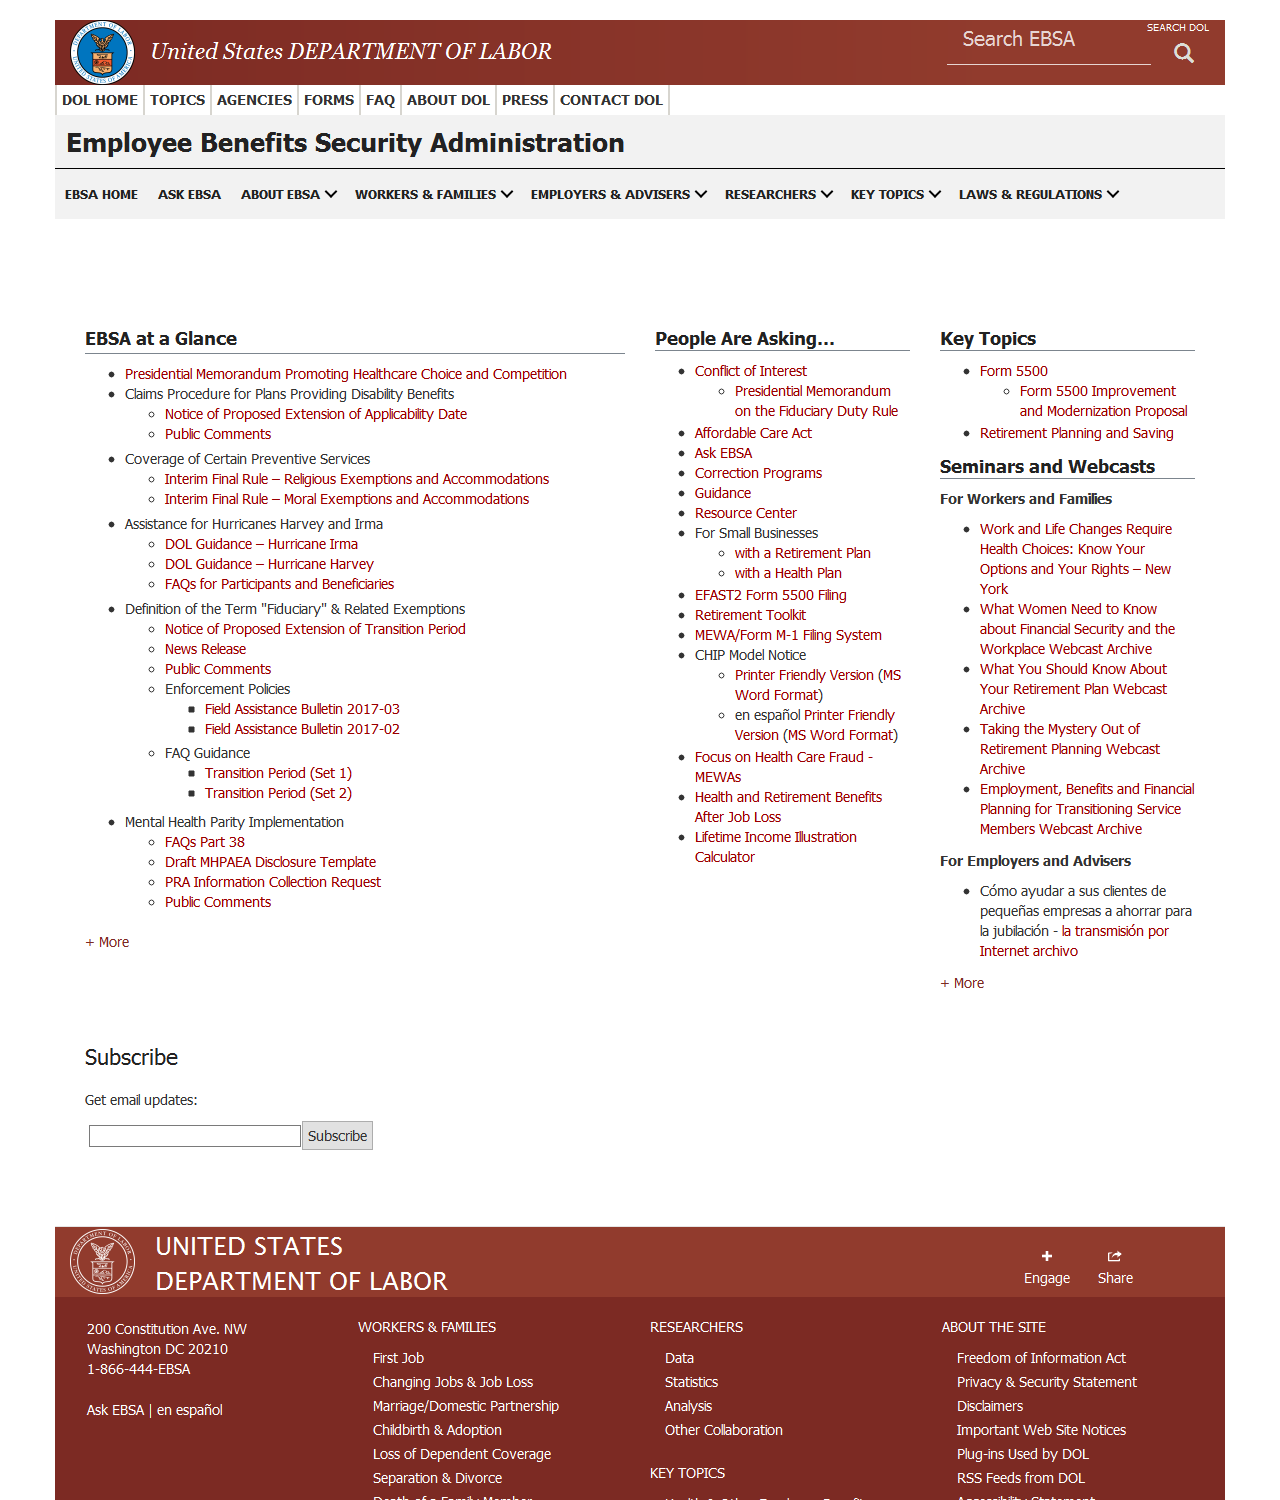 United States DEPARTMENT OF LABOR
Search EBSA
SEARCH DOL
DOL HOME
TOPICS
AGENCIES
FORMS
FAQ
ABOUT DOL
PRESS
CONTACT DOL
Employee Benefits Security Administration
EBSA HOME
ASK EBSA
ABOUT EBSA
WORKERS & FAMILIES
EMPLOYERS & ADVISERS
RESEARCHERS
KEY TOPICS
LAWS & REGULATIONS
EBSA at a Glance
Presidential Memorandum Promoting Healthcare Choice and Competition
Claims Procedure for Plans Providing Disability Benefits
Notice of Proposed Extension of Applicability Date
Public Comments
Coverage of Certain Preventive Services
Interim Final Rule – Religious Exemptions and Accommodations
Interim Final Rule – Moral Exemptions and Accommodations
Assistance for Hurricanes Harvey and Irma
DOL Guidance – Hurricane Irma
DOL Guidance – Hurricane Harvey
FAQs for Participants and Beneficiaries
Definition of the Term "Fiduciary" & Related Exemptions
Notice of Proposed Extension of Transition Period
News Release
Public Comments
Enforcement Policies
Field Assistance Bulletin 2017-03
Field Assistance Bulletin 2017-02
FAQ Guidance
Transition Period (Set 1)
Transition Period (Set 2)
Mental Health Parity Implementation
FAQs Part 38
Draft MHPAEA Disclosure Template
PRA Information Collection Request
Public Comments
+ More
People Are Asking...
Conflict of Interest
Presidential Memorandum
on the Fiduciary Duty Rule
Affordable Care Act
Ask EBSA
Correction Programs
Guidance
Resource Center
For Small Businesses
with a Retirement Plan
with a Health Plan
EFAST2 Form 5500 Filing
Retirement Toolkit
MEWA/Form M-1 Filing System
CHIP Model Notice
Printer Friendly Version (MS
Word Format)
en español Printer Friendly
Version (MS Word Format)
Focus on Health Care Fraud -
MEWAs
Health and Retirement Benefits
After Job Loss
Lifetime Income Illustration
Calculator
Key Topics
Form 5500
Form 5500 Improvement
and Modernization Proposal
Retirement Planning and Saving
Seminars and Webcasts
For Workers and Families
Work and Life Changes Require
Health Choices: Know Your
Options and Your Rights – New
York
What Women Need to Know
about Financial Security and the
Workplace Webcast Archive
What You Should Know About
Your Retirement Plan Webcast
Archive
Taking the Mystery Out of
Retirement Planning Webcast
Archive
Employment, Benefits and Financial
Planning for Transitioning Service
Members Webcast Archive
For Employers and Advisers
Cómo ayudar a sus clientes de
pequeñas empresas a ahorrar para
la jubilación - la transmisión por
Internet archivo
+ More
Subscribe
Get email updates:
Subscribe
UNITED STATES
DEPARTMENT OF LABOR
Engage
Share
200 Constitution Ave. NW
Washington DC 20210
1-866-444-EBSA
Ask EBSA | en español
WORKERS & FAMILIES
First Job
Changing Jobs & Job Loss
Marriage/Domestic Partnership
Childbirth & Adoption
Loss of Dependent Coverage
Separation & Divorce
Death of a Family Member
RESEARCHERS
Data
Statistics
Analysis
Other Collaboration
KEY TOPICS
Health & Other Employee Benefits
ABOUT THE SITE
Freedom of Information Act
Privacy & Security Statement
Disclaimers
Important Web Site Notices
Plug-ins Used by DOL
RSS Feeds from DOL
Accessibility Statement